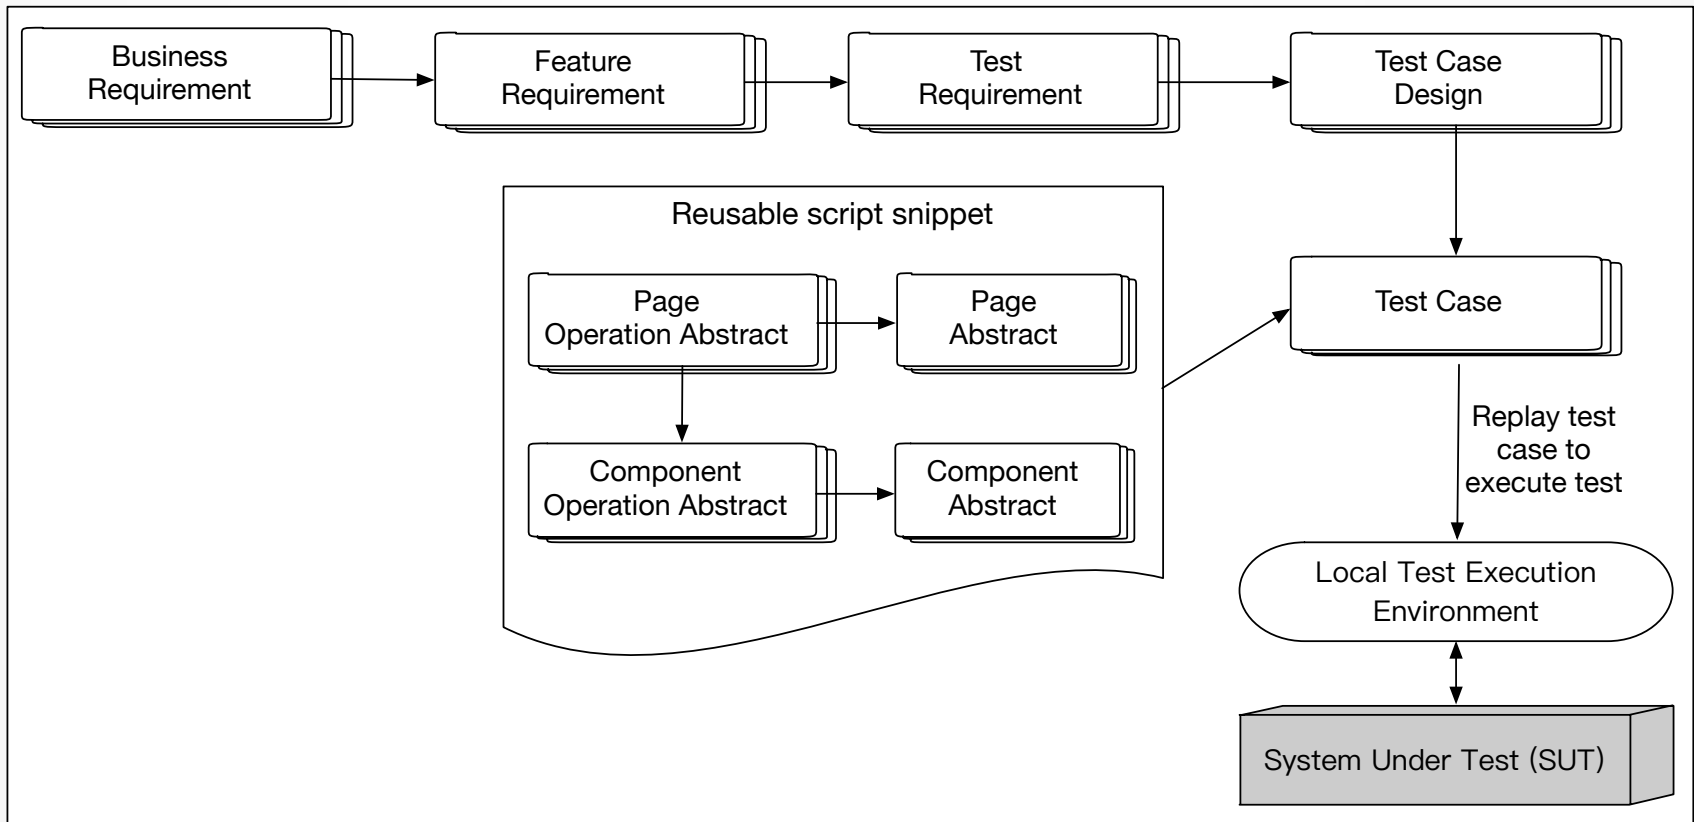 Business
Requirement
Feature
Requirement
Test
Requirement
Test Case
Design
Reusable script snippet
Page
Operation Abstract
Page
Abstract
Test Case
Component
Operation Abstract
Component
Abstract
Replay test
case to
execute test
Local Test Execution
Environment
System Under Test (SUT)